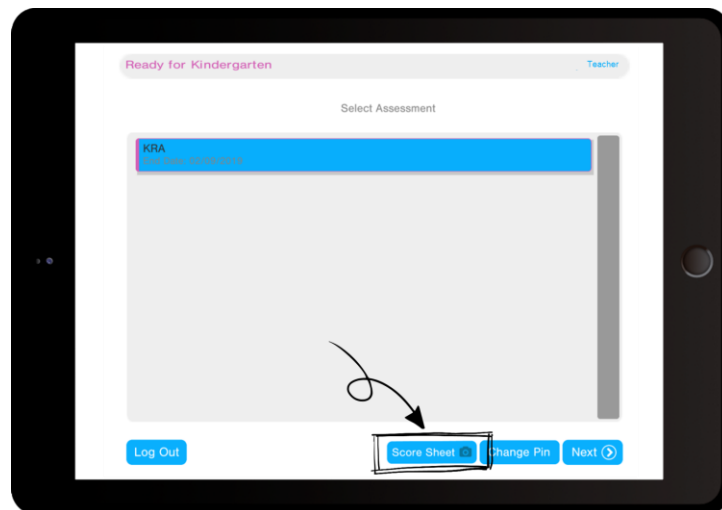 Ready for Kindergarten
Teacher
Select Assessment
KRA
Log Out
Score Sheet
Change Pin
Next